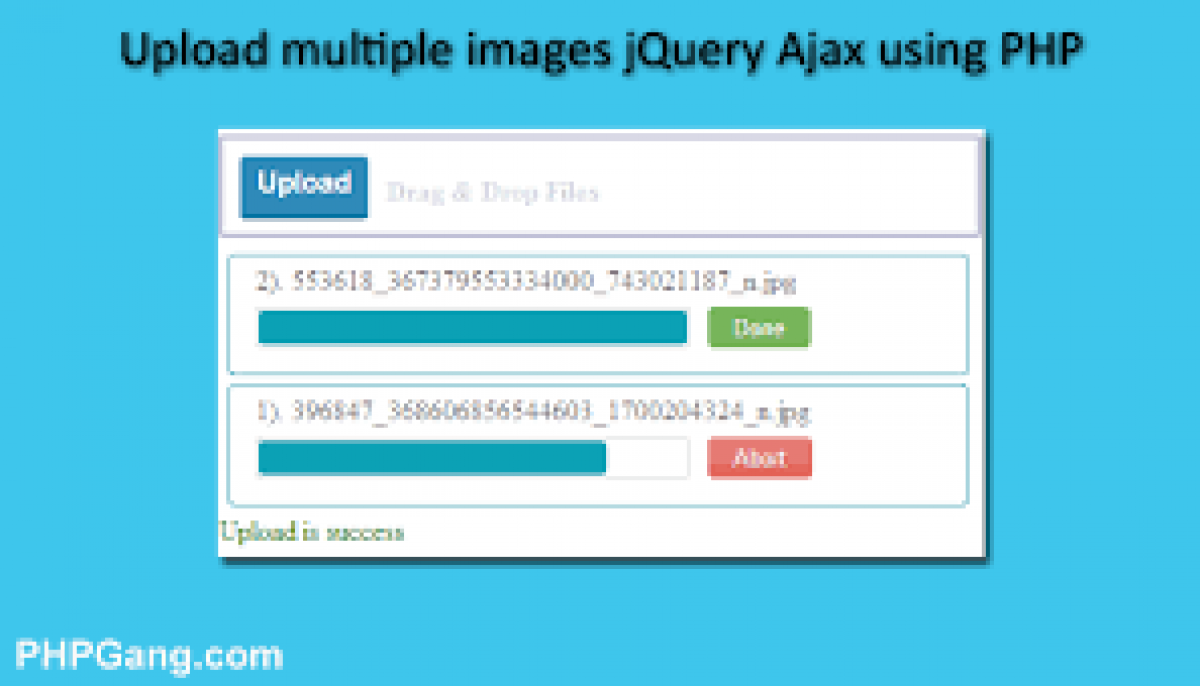 Upload multiple images jQuery Ajax using PHP
Upload
Drag & Drop Files
2). 553618_367379553334000_743021187_n.jpg
Done
1). 396847_368606856544603_1700204324_n.jpg
Abort
Upload is success
PHPGang.com